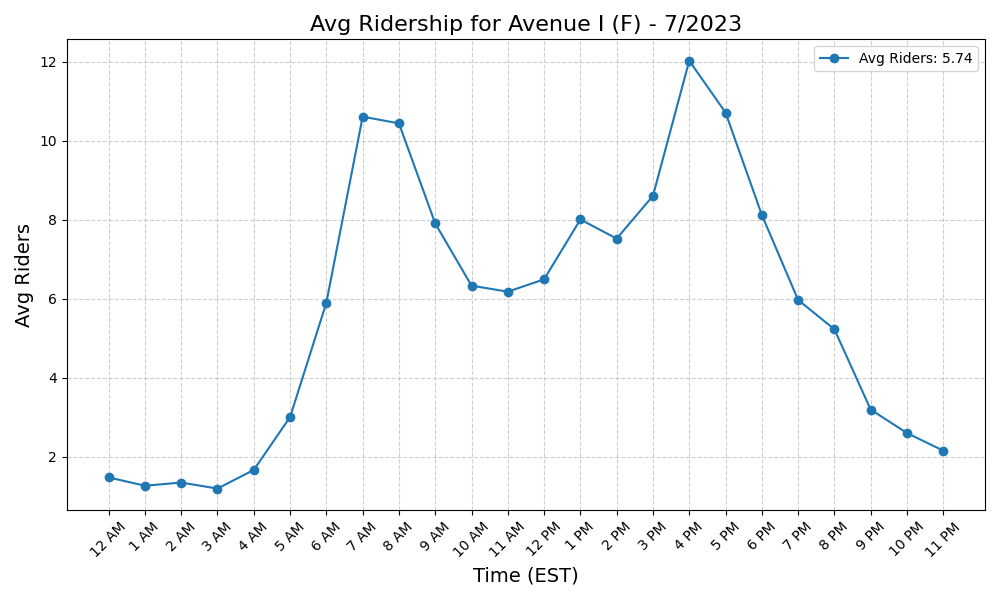 Avg Ridership for Avenue I (F) - 7/2023
Avg Riders: 5.74
Avg Riders
12
10
8
6
4
2
12 AM
1 AM
2 AM
3 AM
4 AM
5 AM
6 AM
7 AM
8 AM
9 AM
10 AM
11 AM
12 PM
1 PM
2 PM
3 PM
4 PM
5 PM
6 PM
7 PM
8 PM
9 PM
10 PM
11 PM
Time (EST)